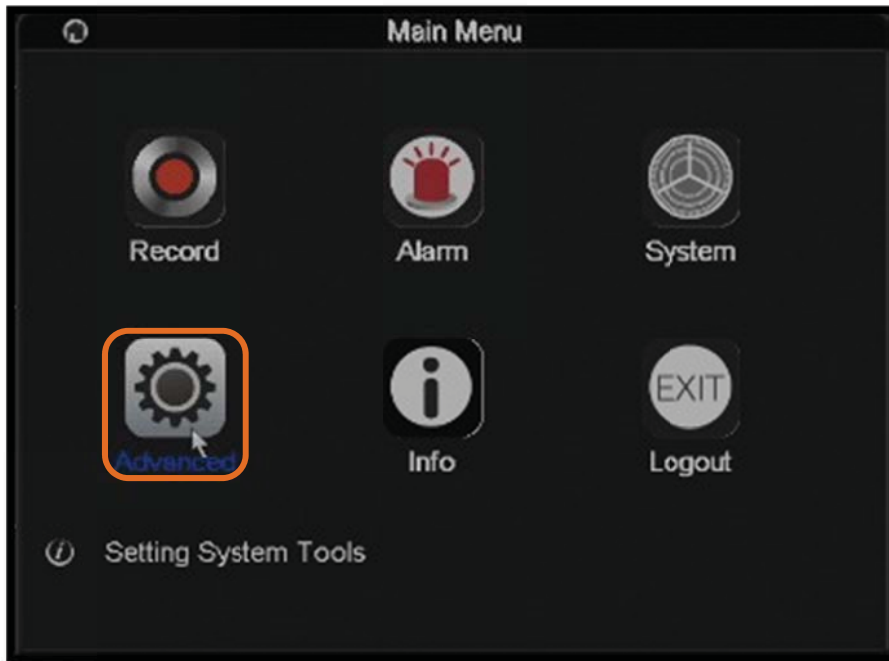 Main Menu
Record Alarm System
EXIT
Advanced Info Logout
Setting System Tools